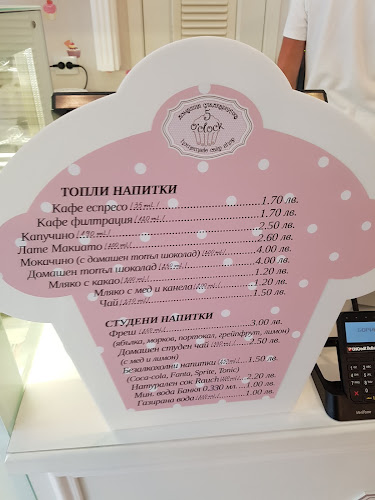 5
O'clock
homemade cake shop
ТОПЛИ НАПИТКИ
Кафе еспресо 1.70 лв.
Кафе филтрация 1.70 лв.
Капучино 2.50 лв.
Лате Макиато 2.60 лв.
Мокачино (с домашен топъл шоколад) 4.00 лв.
Домашен топъл шоколад 4.00 лв.
Мляко с какао 1.20 лв.
Мляко с мед и канела 1.20 лв.
Чай 1.50 лв.
СТУДЕНИ НАПИТКИ
Фреш 3.00 лв.
(ябълка, морков, портокал, грейпфрут, лимон)
Домашен студен чай 2.50 лв.
(с мед и лимон)
Безалкохолни напитки 1.50 лв.
(Coca-cola, Fanta, Sprite, Tonic)
Натурален сок Rauch 2.20 лв.
Мин. вода Банкя 0.330 мл. 1.00 лв.
Газирана вода 1.00 лв.